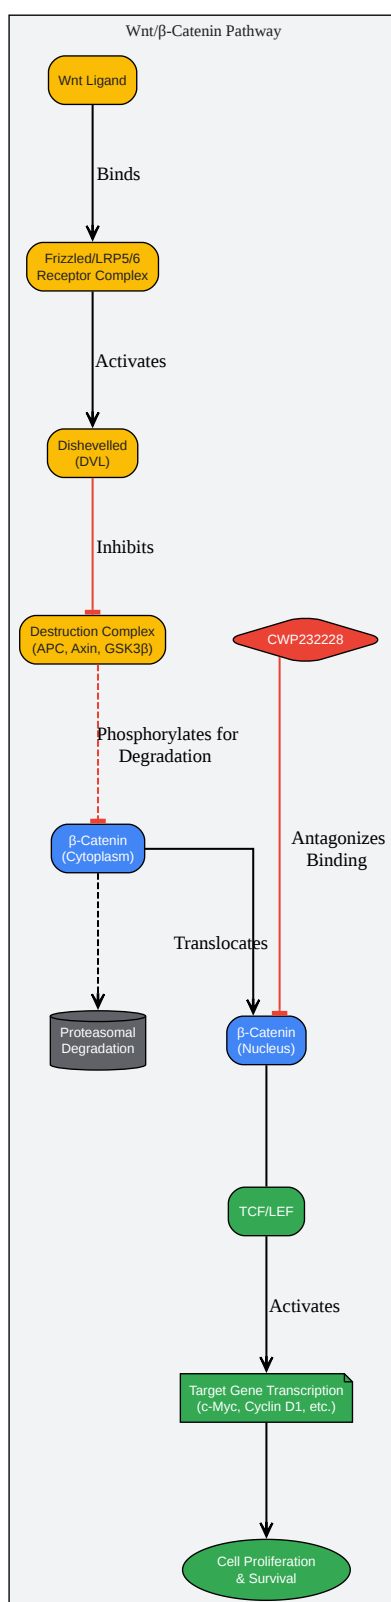 Wnt/β-Catenin Pathway
Wnt Ligand
Binds
Frizzled/LRP5/6
Receptor Complex
Activates
Dishevelled
(DVL)
Inhibits
Destruction Complex
(APC, Axin, GSK3β)
CWP232228
Phosphorylates for
Degradation
Antagonizes
Binding
β-Catenin
(Cytoplasm)
Translocates
Proteasomal
Degradation
β-Catenin
(Nucleus)
TCF/LEF
Activates
Target Gene Transcription
(c-Myc, Cyclin D1, etc.)
Cell Proliferation
& Survival